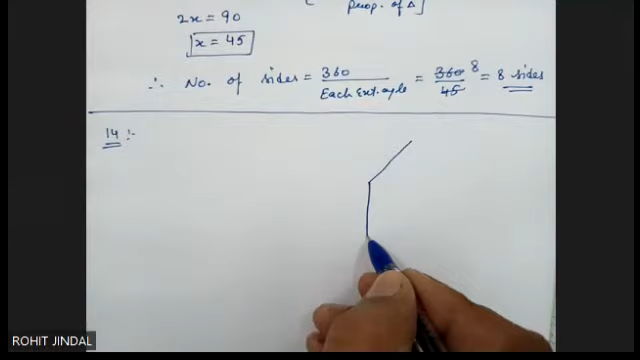 prop. of Δ]
2x = 90
x = 45
∴ No. of sides = 360 / Each Ext. angle = 360 / 45 8 = 8 sides
14 :-
ROHIT JINDAL